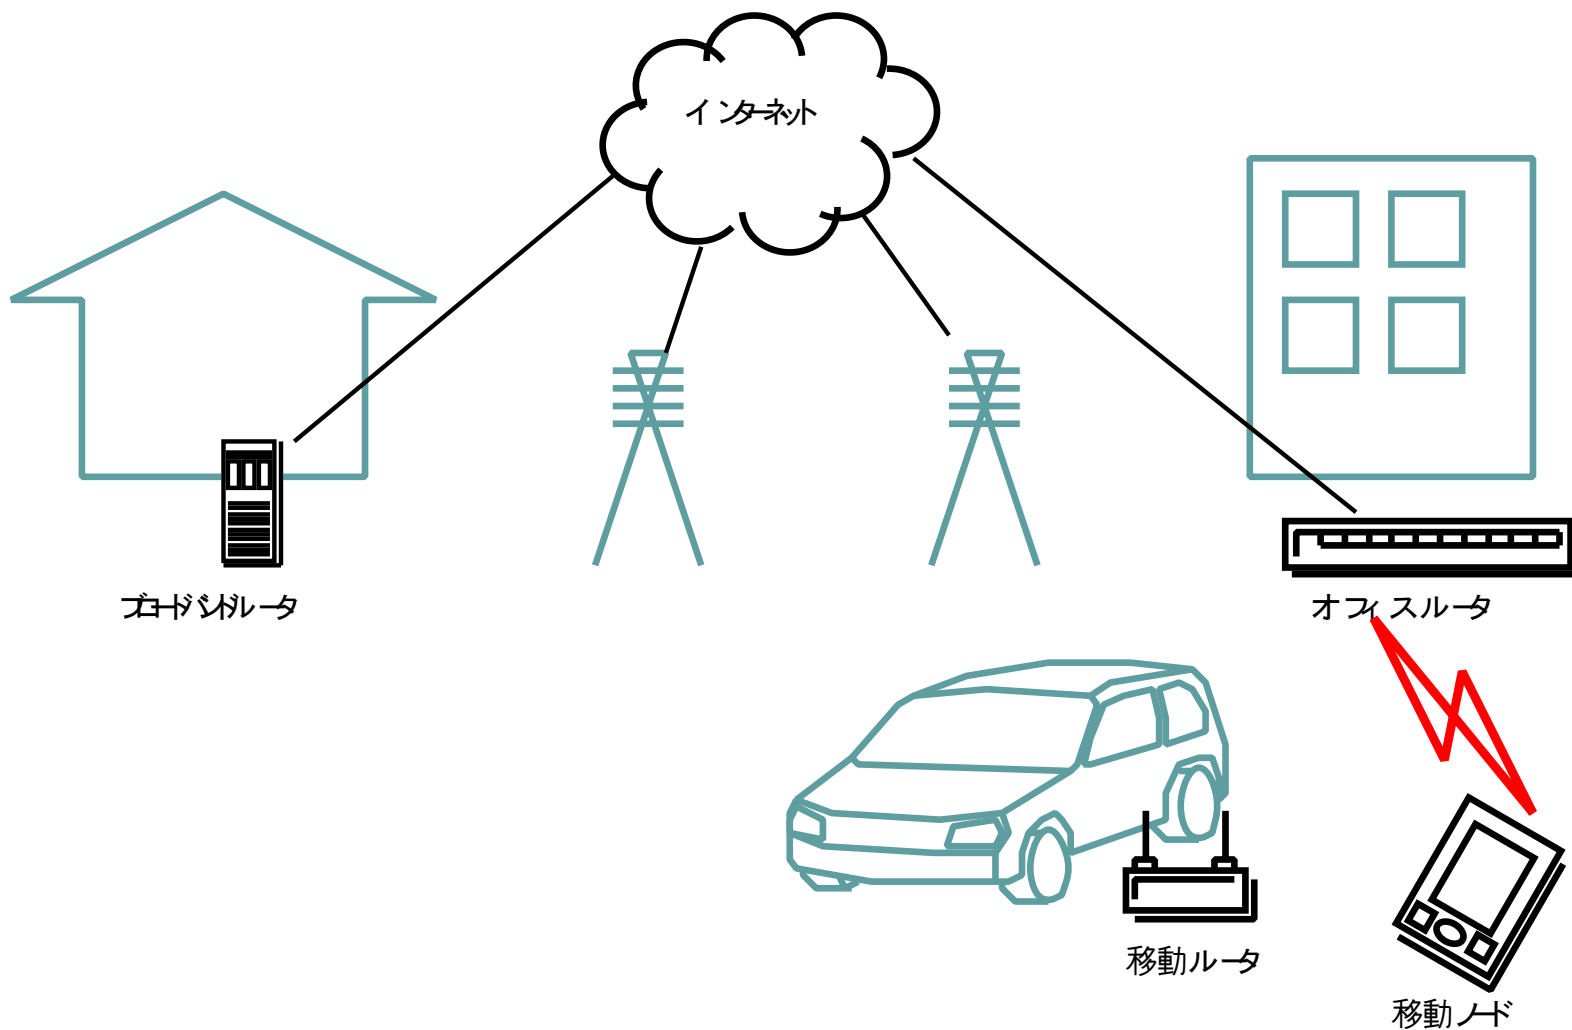 インターネット
ブロードバンドルータ
オフィスルータ
移動ルータ
移動ノード